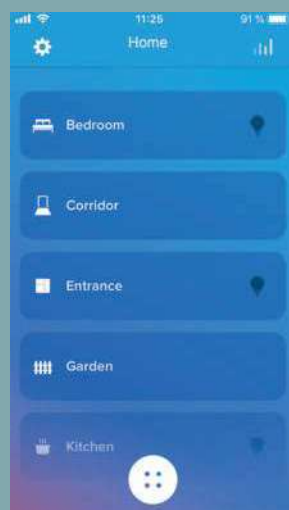 11:25
91 %
Home
Bedroom
Corridor
Entrance
Garden
Kitchen